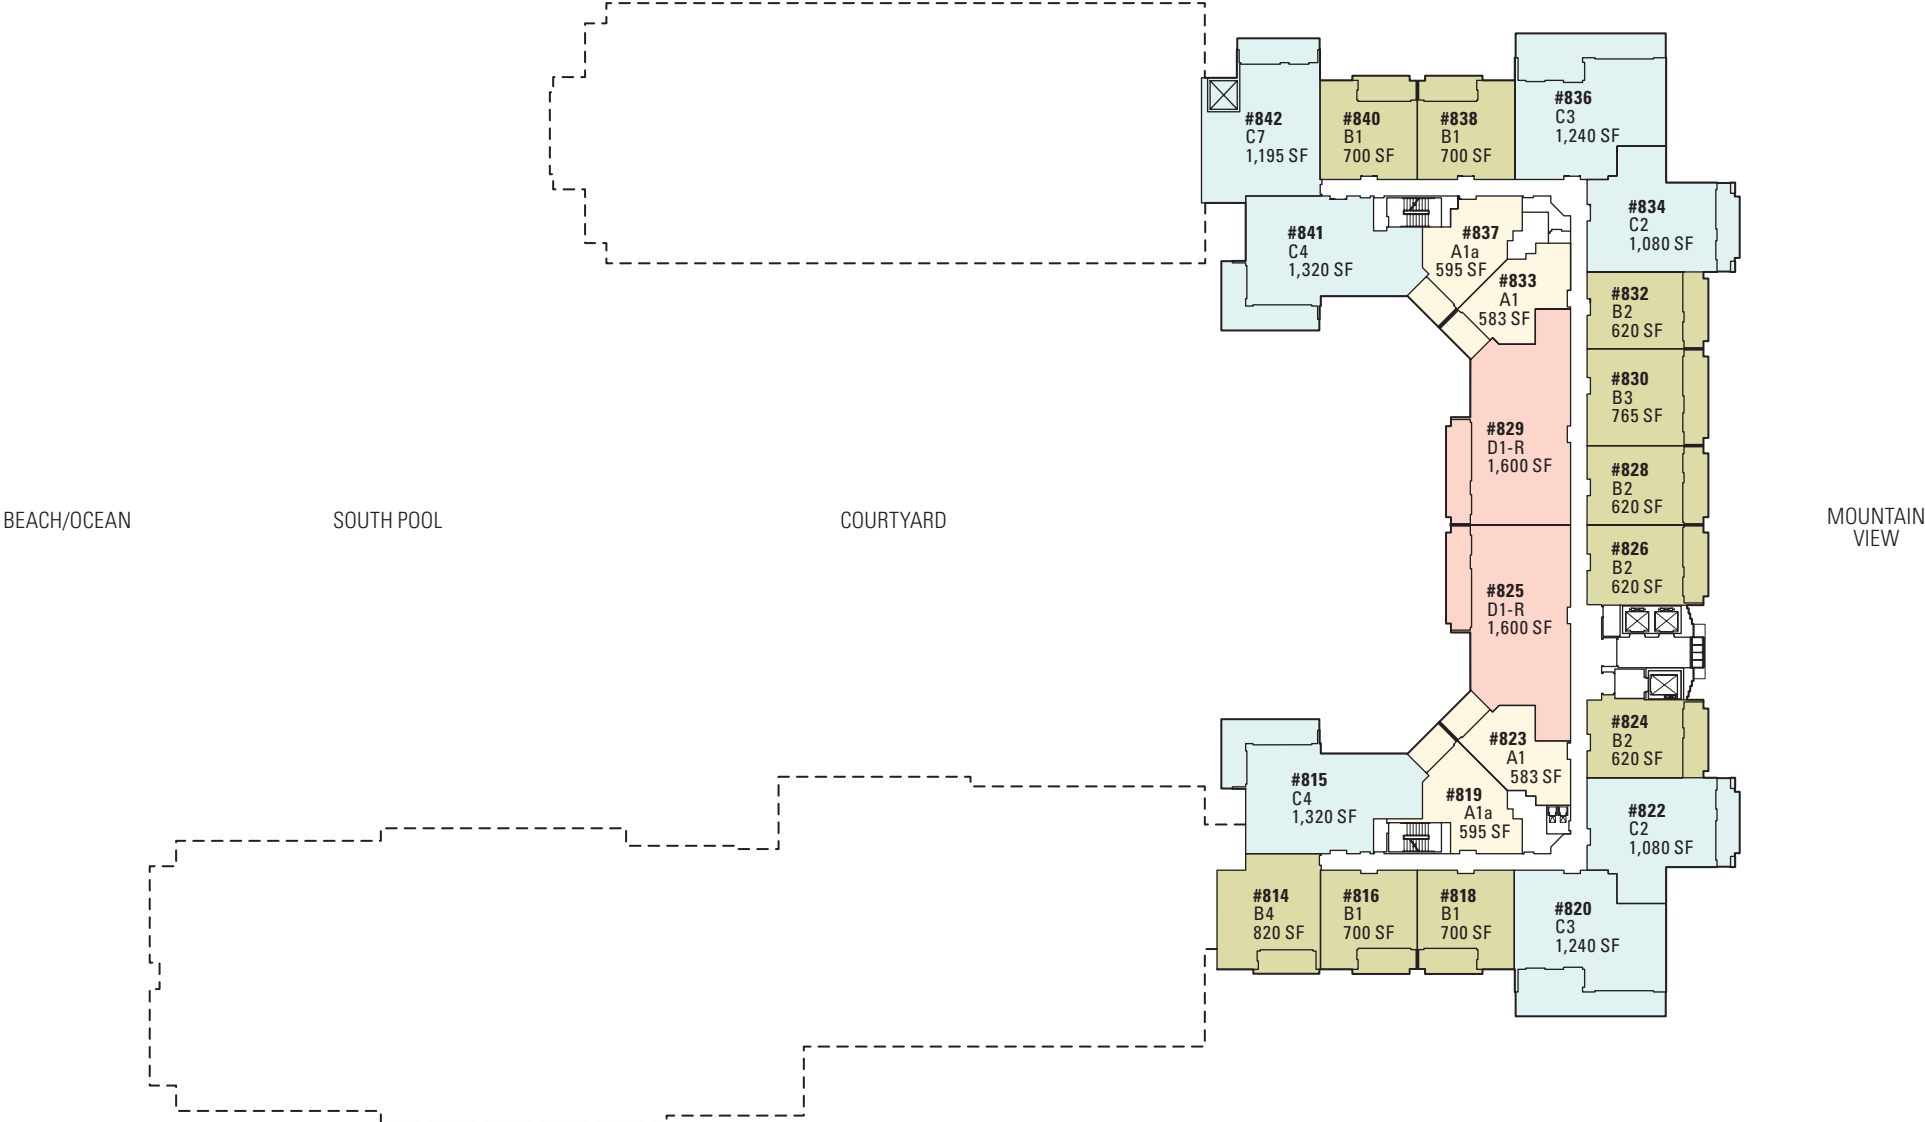 #842
C7
1,195 SF
#840
B1
700 SF
#838
B1
700 SF
#836
C3
1,240 SF
#834
C2
1,080 SF
#841
C4
1,320 SF
#837
A1a
595 SF
#833
A1
583 SF
#832
B2
620 SF
#830
B3
765 SF
#829
D1-R
1,600 SF
#828
B2
620 SF
BEACH/OCEAN
SOUTH POOL
COURTYARD
MOUNTAIN
VIEW
#826
B2
620 SF
#825
D1-R
1,600 SF
#824
B2
620 SF
#823
A1
583 SF
#815
C4
1,320 SF
#819
A1a
595 SF
#822
C2
1,080 SF
#814
B4
820 SF
#816
B1
700 SF
#818
B1
700 SF
#820
C3
1,240 SF